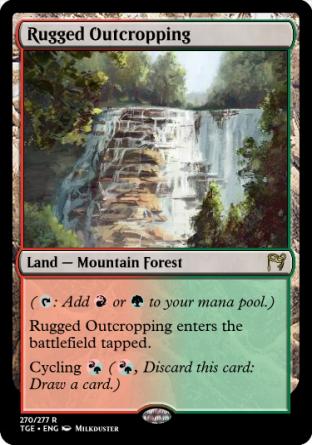 Rugged Outcropping
Land — Mountain Forest
( : Add or to your mana pool.)
Rugged Outcropping enters the
battlefield tapped.
Cycling ( , Discard this card:
Draw a card.)
270/277 R
TGE • ENG MILKDUSTER